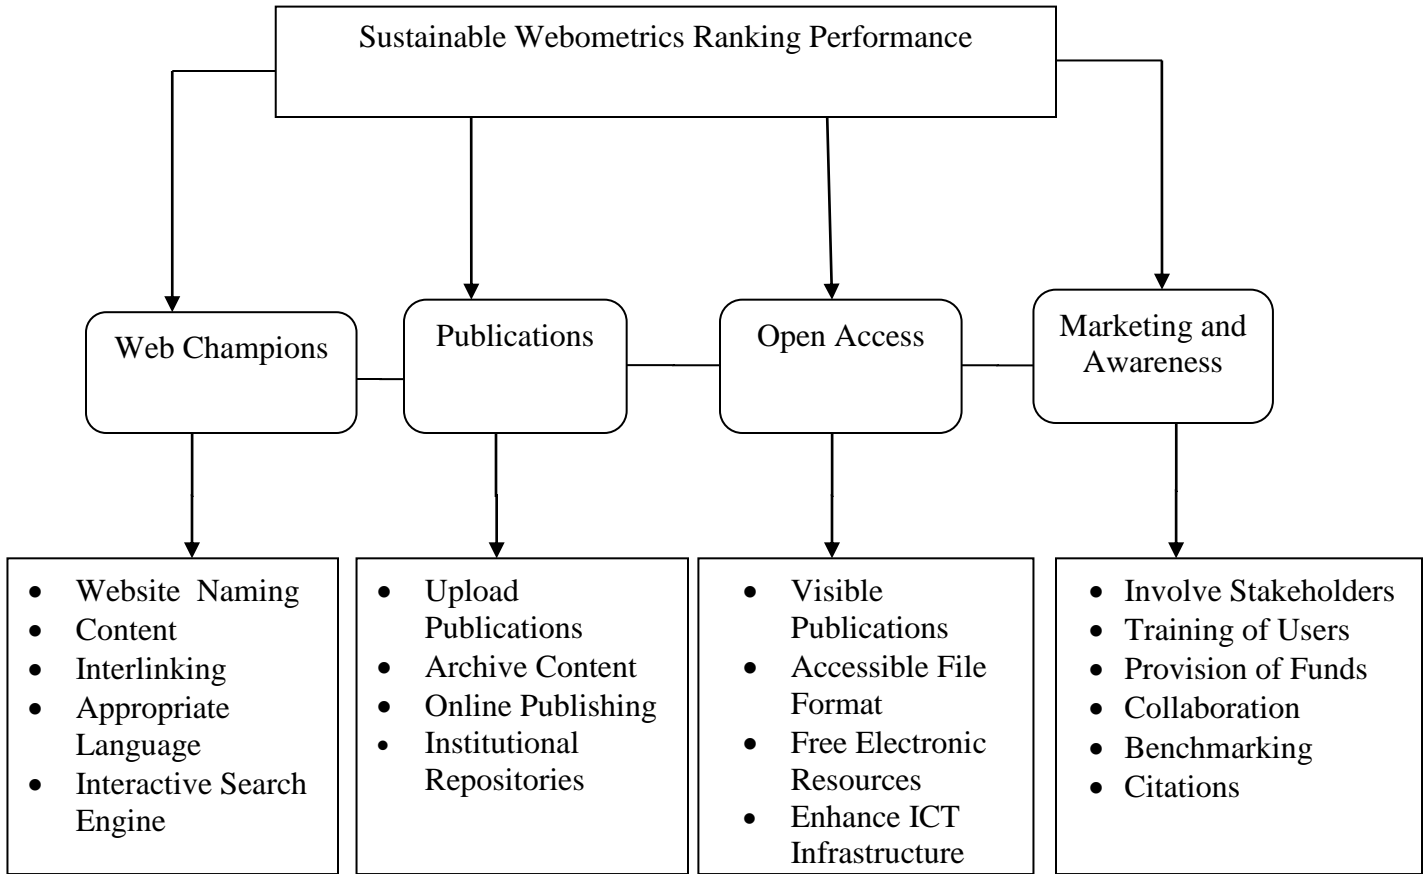 Sustainable Webometrics Ranking Performance
Web Champions
Publications
Open Access
Marketing and
Awareness
• Website  Naming
• Content
• Interlinking
• Appropriate
Language
• Interactive Search
Engine
• Upload
Publications
• Archive Content
• Online Publishing
• Institutional
Repositories
• Visible
Publications
• Accessible File
Format
• Free Electronic
Resources
• Enhance ICT
Infrastructure
• Involve Stakeholders
• Training of Users
• Provision of Funds
• Collaboration
• Benchmarking
• Citations